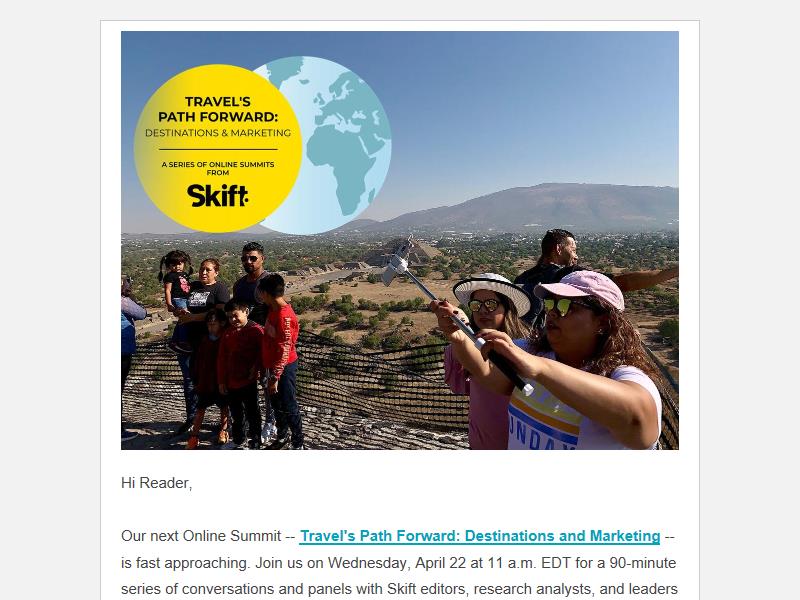 TRAVEL'S
PATH FORWARD:
DESTINATIONS & MARKETING
A SERIES OF ONLINE SUMMITS
FROM
Skift
Hi Reader,
Our next Online Summit -- Travel's Path Forward: Destinations and Marketing --
is fast approaching. Join us on Wednesday, April 22 at 11 a.m. EDT for a 90-minute
series of conversations and panels with Skift editors, research analysts, and leaders